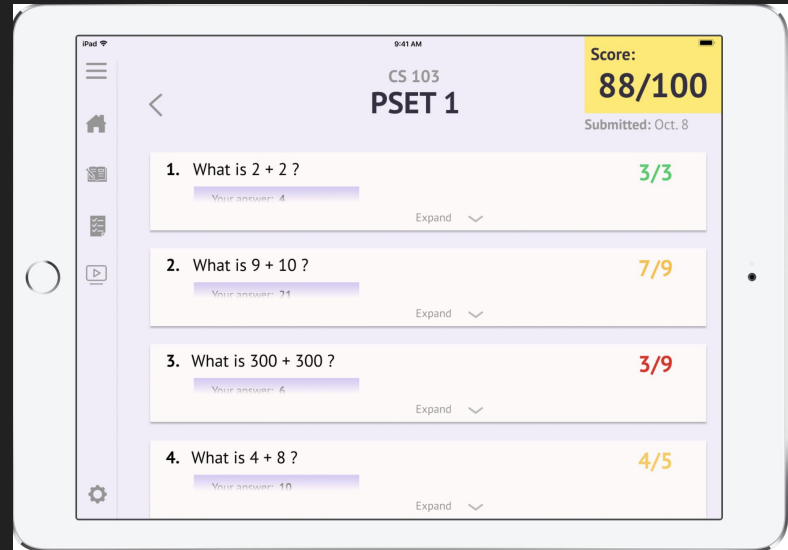 iPad
9:41 AM
Score:
88/100
CS 103
PSET 1
Submitted: Oct. 8
1. What is 2 + 2 ?
3/3
Your answer: 4
Expand
2. What is 9 + 10 ?
7/9
Your answer: 21
Expand
3. What is 300 + 300 ?
3/9
Your answer: 6
Expand
4. What is 4 + 8 ?
4/5
Your answer: 10
Expand